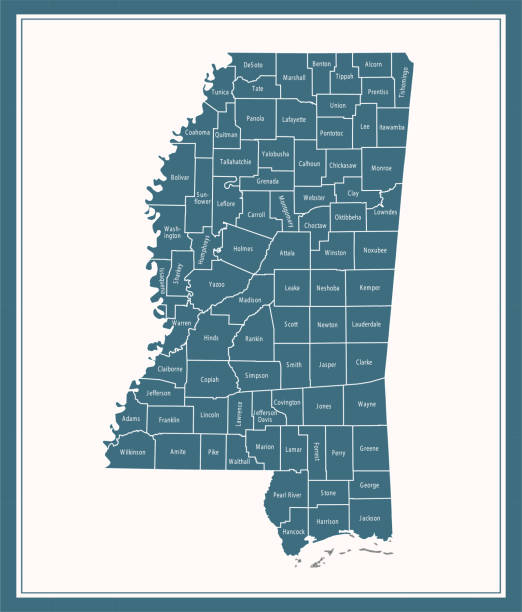 DeSoto
Benton
Alcorn
Marshall
Tippah
Tishomingo
Tunica
Tate
Prentiss
Union
Panola
Lafayette
Lee
Itawamba
Coahoma
Quitman
Pontotoc
Yalobusha
Tallahatchie
Calhoun
Chickasaw
Monroe
Bolivar
Grenada
Sun-
flower
Leflore
Clay
Webster
Montgomery
Carroll
Lowndes
Oktibbeha
Choctaw
Wash-
ington
Humphreys
Holmes
Attala
Winston
Noxubee
Issaquena
Sharkey
Yazoo
Leake
Neshoba
Kemper
Madison
Warren
Scott
Newton
Lauderdale
Hinds
Rankin
Claiborne
Smith
Jasper
Clarke
Copiah
Simpson
Jefferson
Covington
Jones
Wayne
Adams
Franklin
Lincoln
Lawrence
Jefferson
Davis
Wilkinson
Amite
Pike
Walthall
Marion
Lamar
Forrest
Perry
Greene
George
Pearl River
Stone
Hancock
Harrison
Jackson